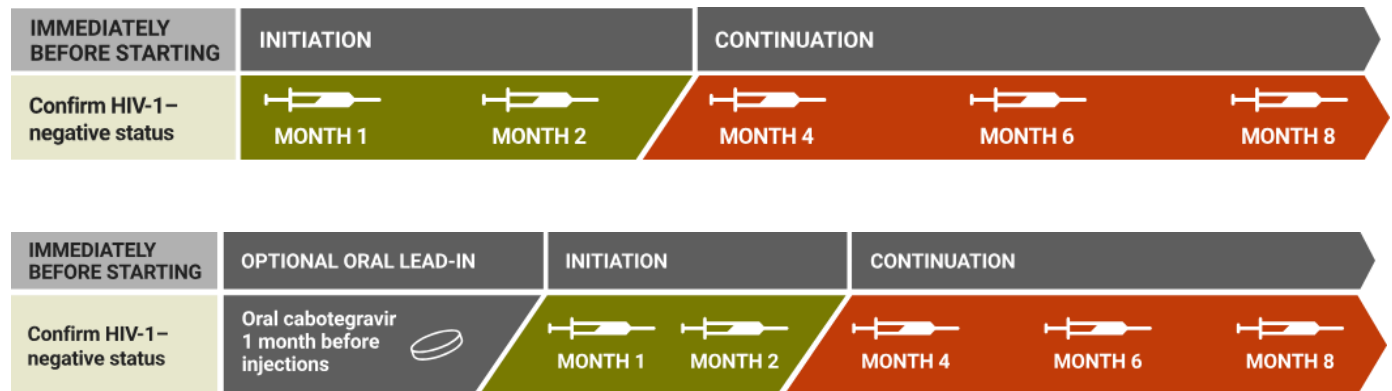 IMMEDIATELY
BEFORE STARTING
INITIATION
CONTINUATION
Confirm HIV-1–
negative status
MONTH 1
MONTH 2
MONTH 4
MONTH 6
MONTH 8
IMMEDIATELY
BEFORE STARTING
OPTIONAL ORAL LEAD-IN
INITIATION
CONTINUATION
Confirm HIV-1–
negative status
Oral cabotegravir
1 month before
injections
MONTH 1
MONTH 2
MONTH 4
MONTH 6
MONTH 8